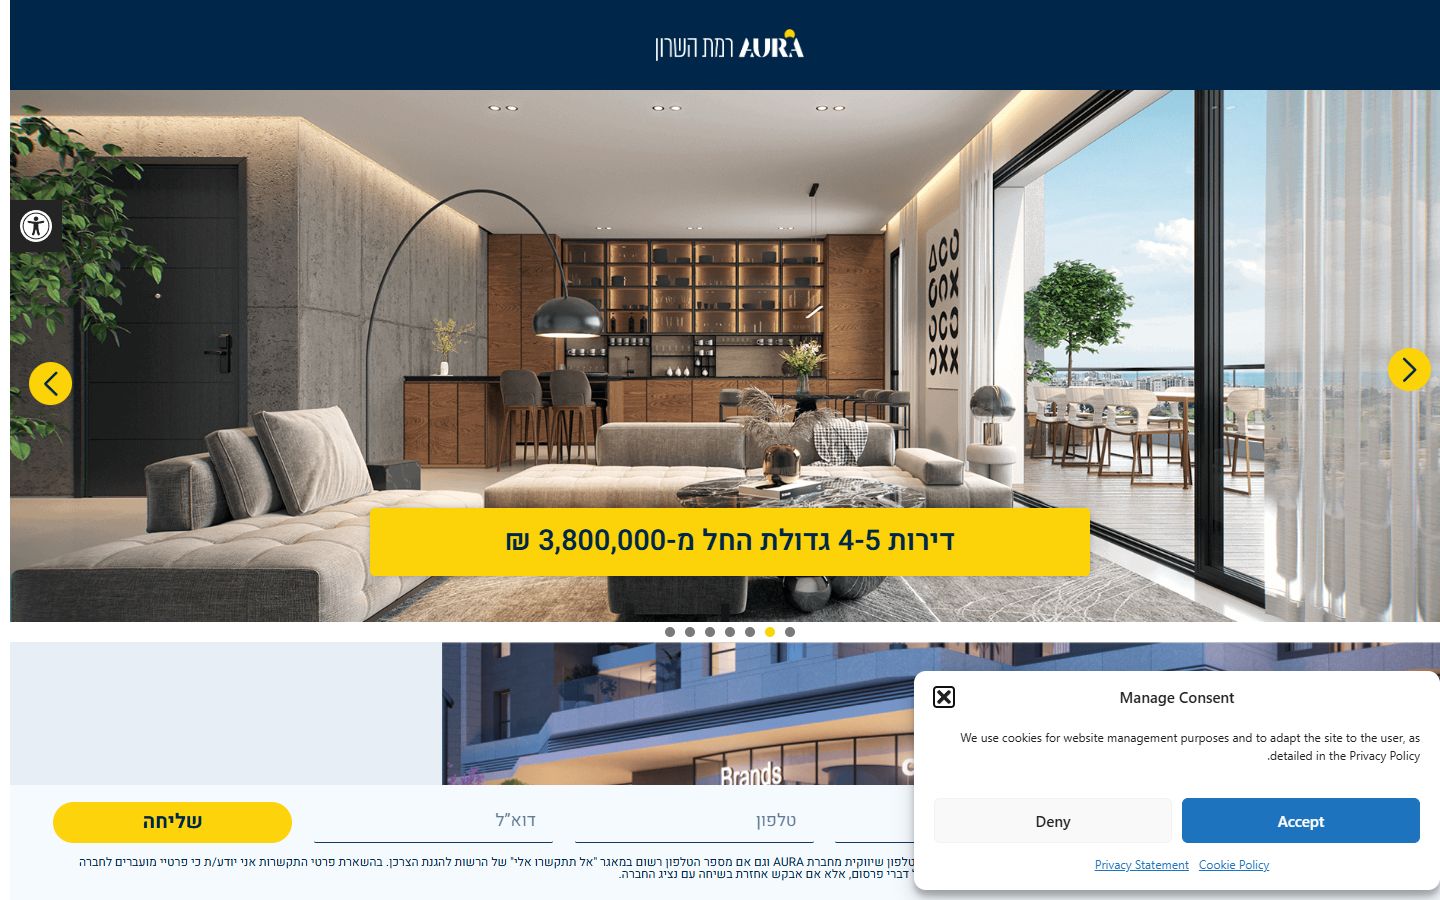 AURA רמת השרון
דירות 4-5 גדולת החל מ-3,800,000 ₪
Brands
Manage Consent
We use cookies for website management purposes and to adapt the site to the user, as
.detailed in the Privacy Policy
Accept
Deny
Privacy Statement
Cookie Policy
טלפון
דוא"ל
שליחה
טלפון שיווקית מחברת AURA וגם אם מספר הטלפון רשום במאגר "אל תתקשרו אלי" של הרשות להגנת הצרכן. בהשארת פרטי התקשרות אני יודע/ת כי פרטיי מועברים לחברה
דברי פרסום, אלא אם אבקש אחזרת בשיחה עם נציג החברה.